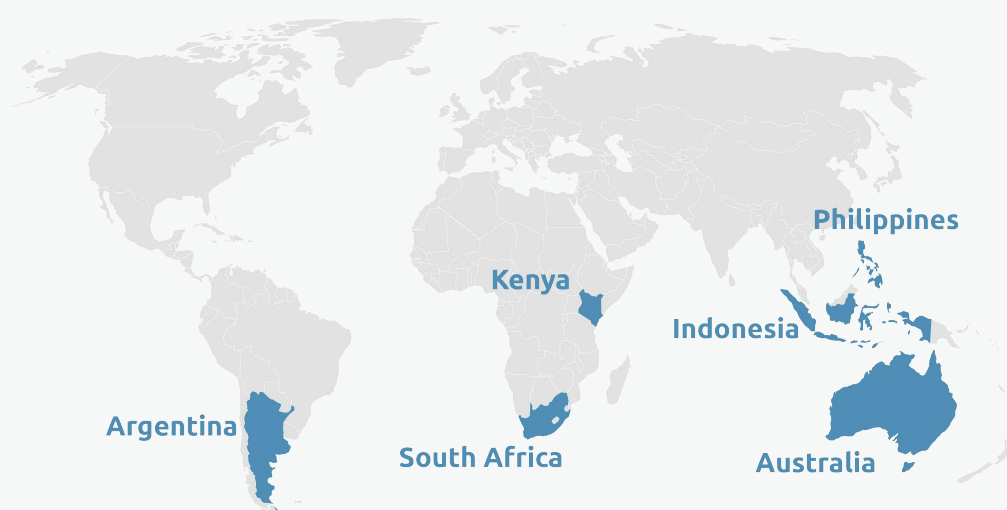 Philippines
Kenya
Indonesia
Argentina
South Africa
Australia